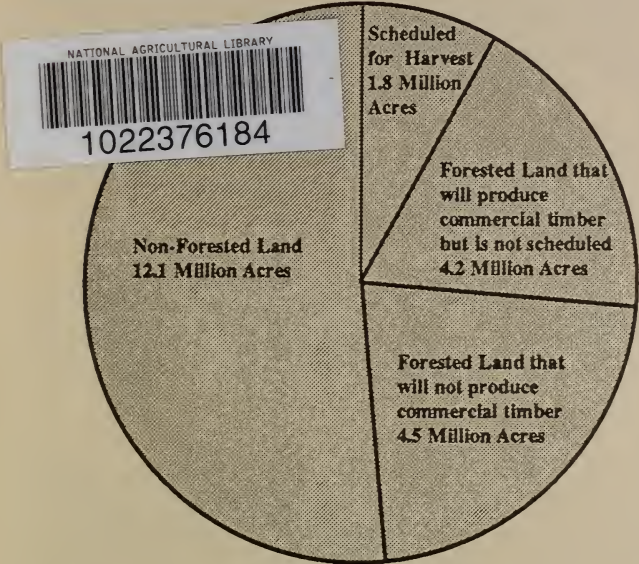 NATIONAL AGRICULTURAL LIBRARY
1022376184
Scheduled
for Harvest
1.8 Million
Acres
Forested Land that
will produce
commercial timber
but is not scheduled
4.2 Million Acres
Non-Forested Land
12.1 Million Acres
Forested Land that
will not produce
commercial timber
4.5 Million Acres